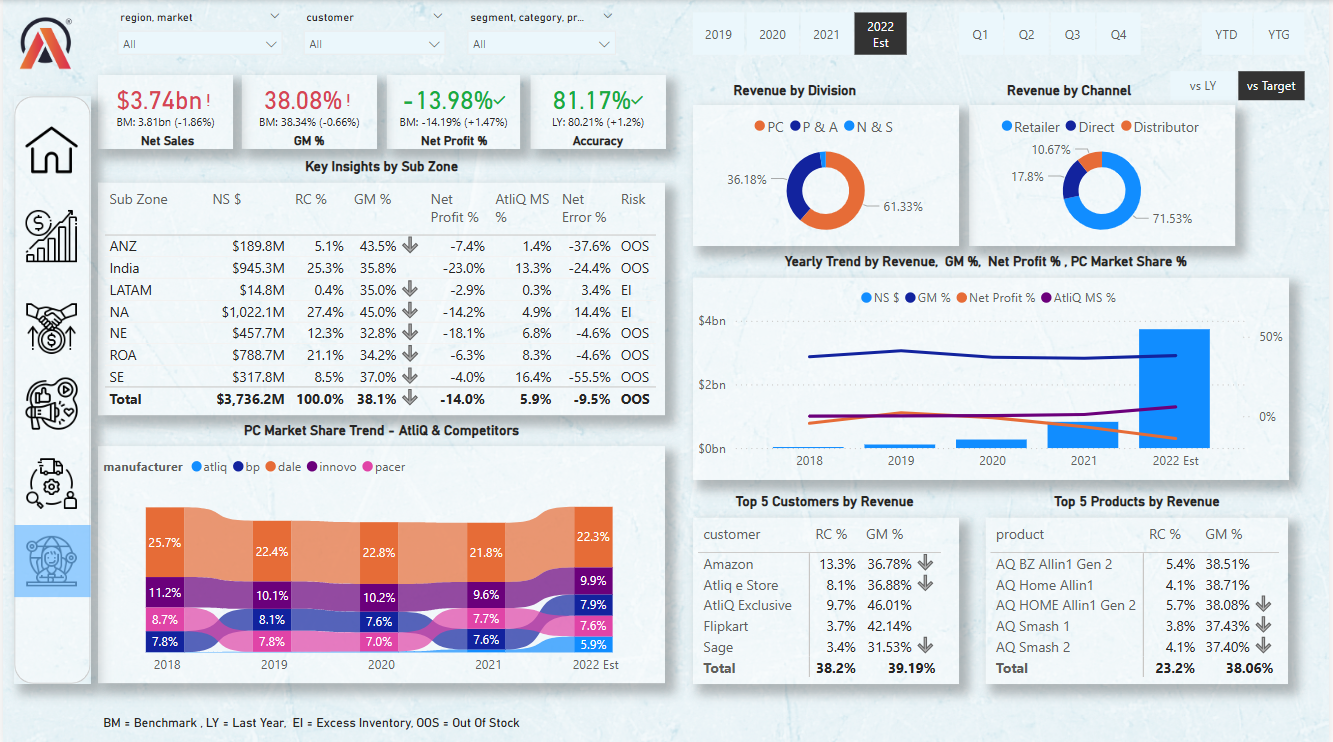 region, market
customer
segment, category, pr...
All
All
All
2019
2020
2021
2022
Est
Q1
Q2
Q3
Q4
YTD
YTG
vs LY
vs Target
$3.74bn!
BM: 3.81bn (-1.86%)
Net Sales
38.08%!
BM: 38.34% (-0.66%)
GM %
-13.98%✓
BM: -14.19% (+1.47%)
Net Profit %
81.17%✓
LY: 80.21% (+1.2%)
Accuracy
Key Insights by Sub Zone
Sub Zone NS $ RC % GM % Net Profit % AtliQ MS % Net Error % Risk
ANZ $189.8M 5.1% 43.5% -7.4% 1.4% -37.6% OOS
India $945.3M 25.3% 35.8% -23.0% 13.3% -24.4% OOS
LATAM $14.8M 0.4% 35.0% -2.9% 0.3% 3.4% EI
NA $1,022.1M 27.4% 45.0% -14.2% 4.9% 14.4% EI
NE $457.7M 12.3% 32.8% -18.1% 6.8% -4.6% OOS
ROA $788.7M 21.1% 34.2% -6.3% 8.3% -4.6% OOS
SE $317.8M 8.5% 37.0% -4.0% 16.4% -55.5% OOS
Total $3,736.2M 100.0% 38.1% -14.0% 5.9% -9.5% OOS
Revenue by Division
PC P & A N & S
36.18%
61.33%
Revenue by Channel
Retailer Direct Distributor
10.67%
17.8%
71.53%
Yearly Trend by Revenue, GM %, Net Profit % , PC Market Share %
NS $ GM % Net Profit % AtliQ MS %
$4bn
$2bn
$0bn
50%
0%
2018 2019 2020 2021 2022 Est
PC Market Share Trend - AtliQ & Competitors
manufacturer atliq bp dale innovo pacer
25.7% 22.4% 22.8% 21.8% 22.3%
11.2% 10.1% 10.2% 9.6% 9.9%
8.7% 8.1% 7.6% 7.7% 7.9%
7.8% 7.8% 7.0% 7.6% 7.6%
5.9%
2018 2019 2020 2021 2022 Est
Top 5 Customers by Revenue
customer RC % GM %
Amazon 13.3% 36.78%
Atliq e Store 8.1% 36.88%
AtliQ Exclusive 9.7% 46.01%
Flipkart 3.7% 42.14%
Sage 3.4% 31.53%
Total 38.2% 39.19%
Top 5 Products by Revenue
product RC % GM %
AQ BZ Allin1 Gen 2 5.4% 38.51%
AQ Home Allin1 4.1% 38.71%
AQ HOME Allin1 Gen 2 5.7% 38.08%
AQ Smash 1 3.8% 37.43%
AQ Smash 2 4.1% 37.40%
Total 23.2% 38.06%
BM = Benchmark , LY = Last Year, EI = Excess Inventory, OOS = Out Of Stock